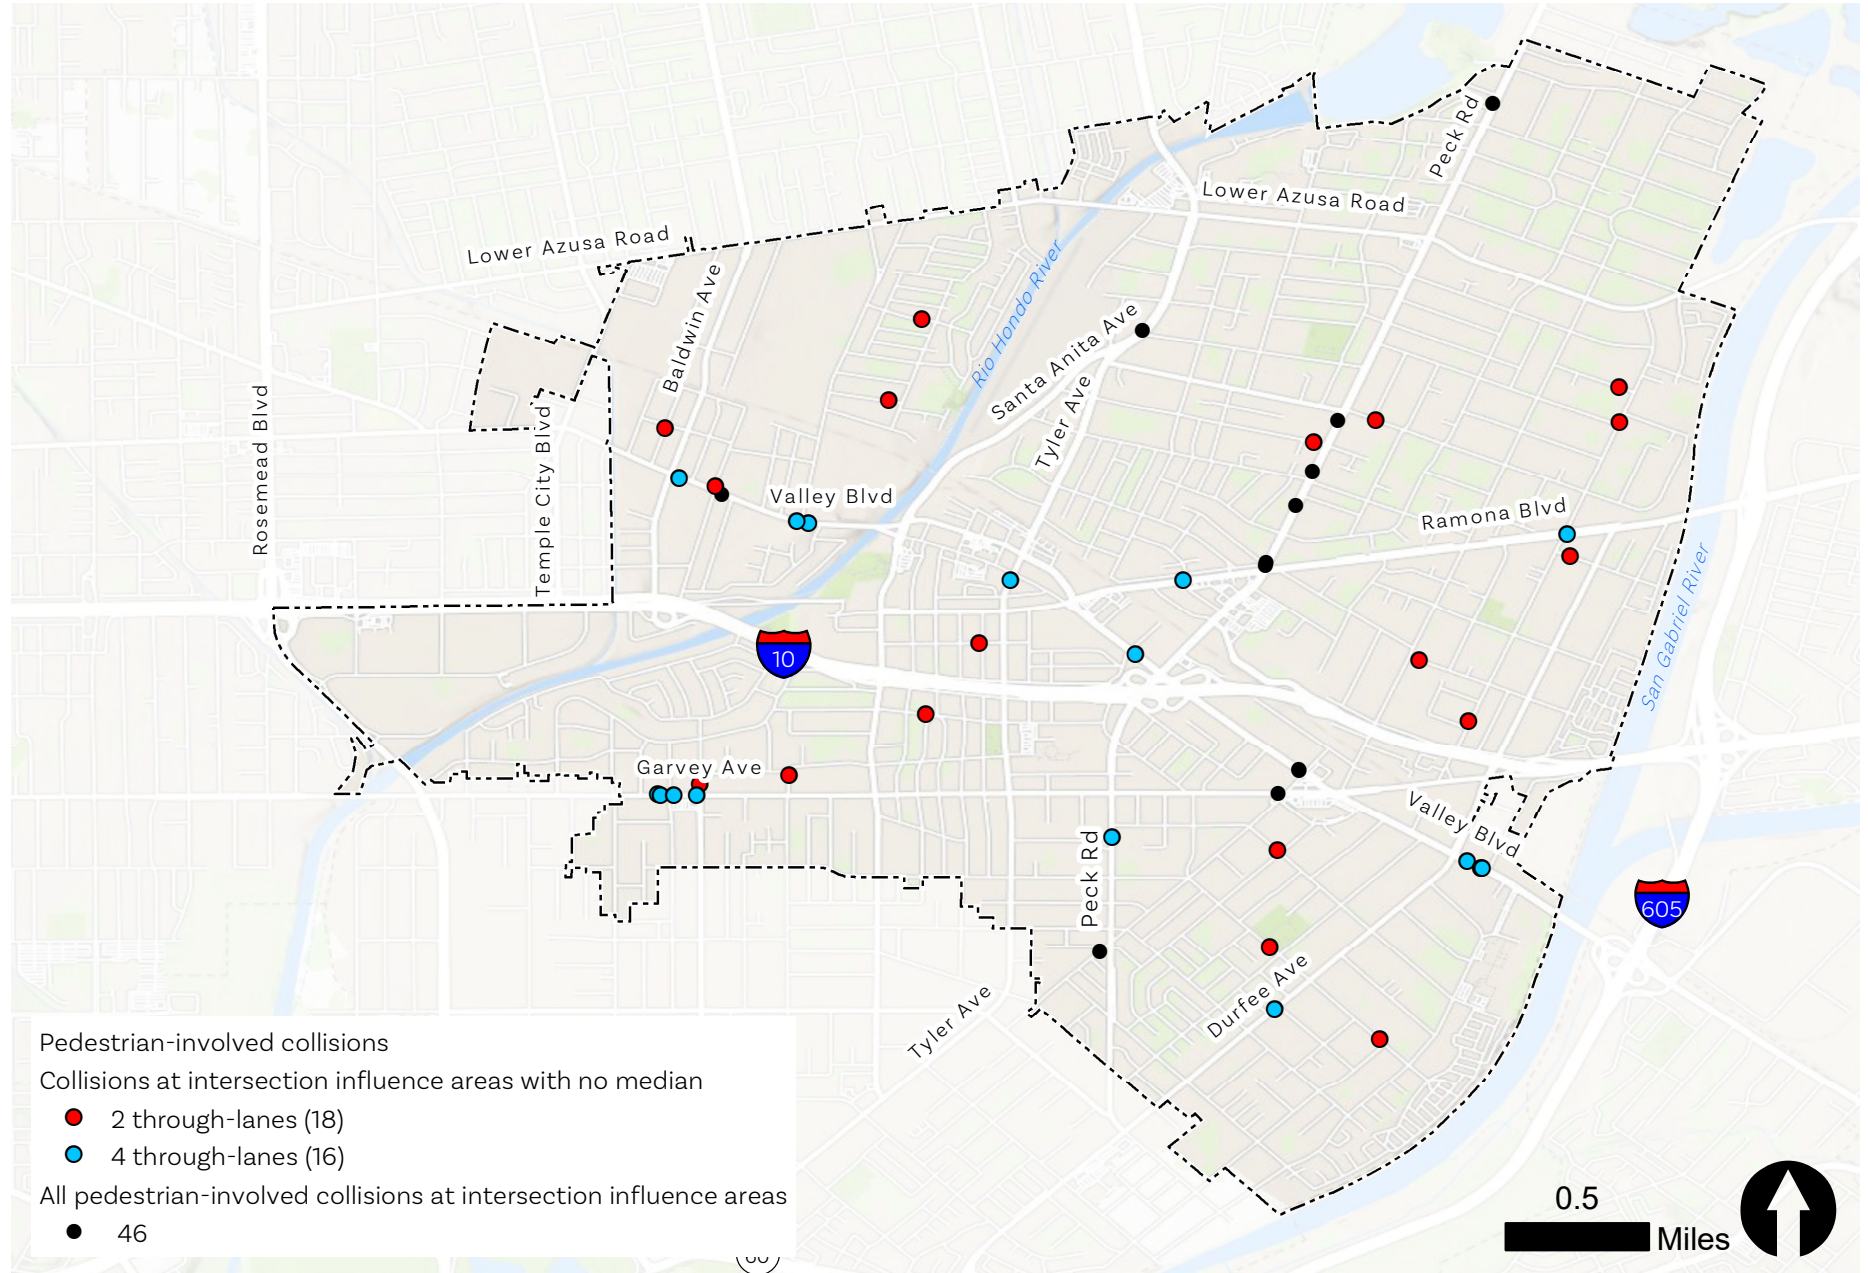 Peck Rd
Lower Azusa Road
Lower Azusa Road
Baldwin Ave
Rio Hondo River
Santa Anita Ave
Tyler Ave
Rosemead Blvd
Temple City Blvd
Valley Blvd
Ramona Blvd
San Gabriel River
10
Garvey Ave
Valley Blvd
Peck Rd
605
Durfee Ave
Tyler Ave
Pedestrian-involved collisions
Collisions at intersection influence areas with no median
2 through-lanes (18)
4 through-lanes (16)
All pedestrian-involved collisions at intersection influence areas
46
0.5
Miles